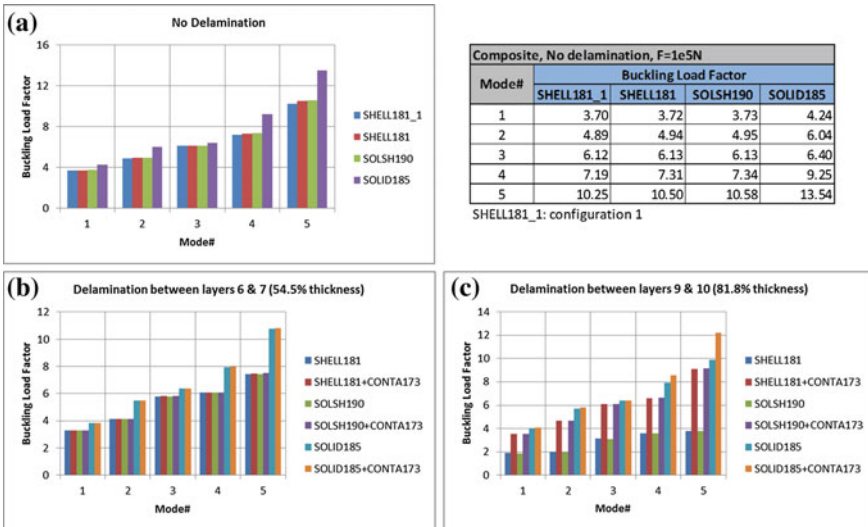 (a)
No Delamination
Buckling Load Factor
16
12
8
4
0
1 2 3 4 5
Mode#
SHELL181_1
SHELL181
SOLSH190
SOLID185
Composite, No delamination, F=1e5N
Mode# Buckling Load Factor
SHELL181_1 SHELL181 SOLSH190 SOLID185
1 3.70 3.72 3.73 4.24
2 4.89 4.94 4.95 6.04
3 6.12 6.13 6.13 6.40
4 7.19 7.31 7.34 9.25
5 10.25 10.50 10.58 13.54
SHELL181_1: configuration 1
(b)
Delamination between layers 6 & 7 (54.5% thickness)
Buckling Load Factor
12
10
8
6
4
2
0
1 2 3 4 5
Mode#
SHELL181
SHELL181+CONTA173
SOLSH190
SOLSH190+CONTA173
SOLID185
SOLID185+CONTA173
(c)
Delamination between layers 9 & 10 (81.8% thickness)
Buckling Load Factor
14
12
10
8
6
4
2
0
1 2 3 4 5
Mode#
SHELL181
SHELL181+CONTA173
SOLSH190
SOLSH190+CONTA173
SOLID185
SOLID185+CONTA173